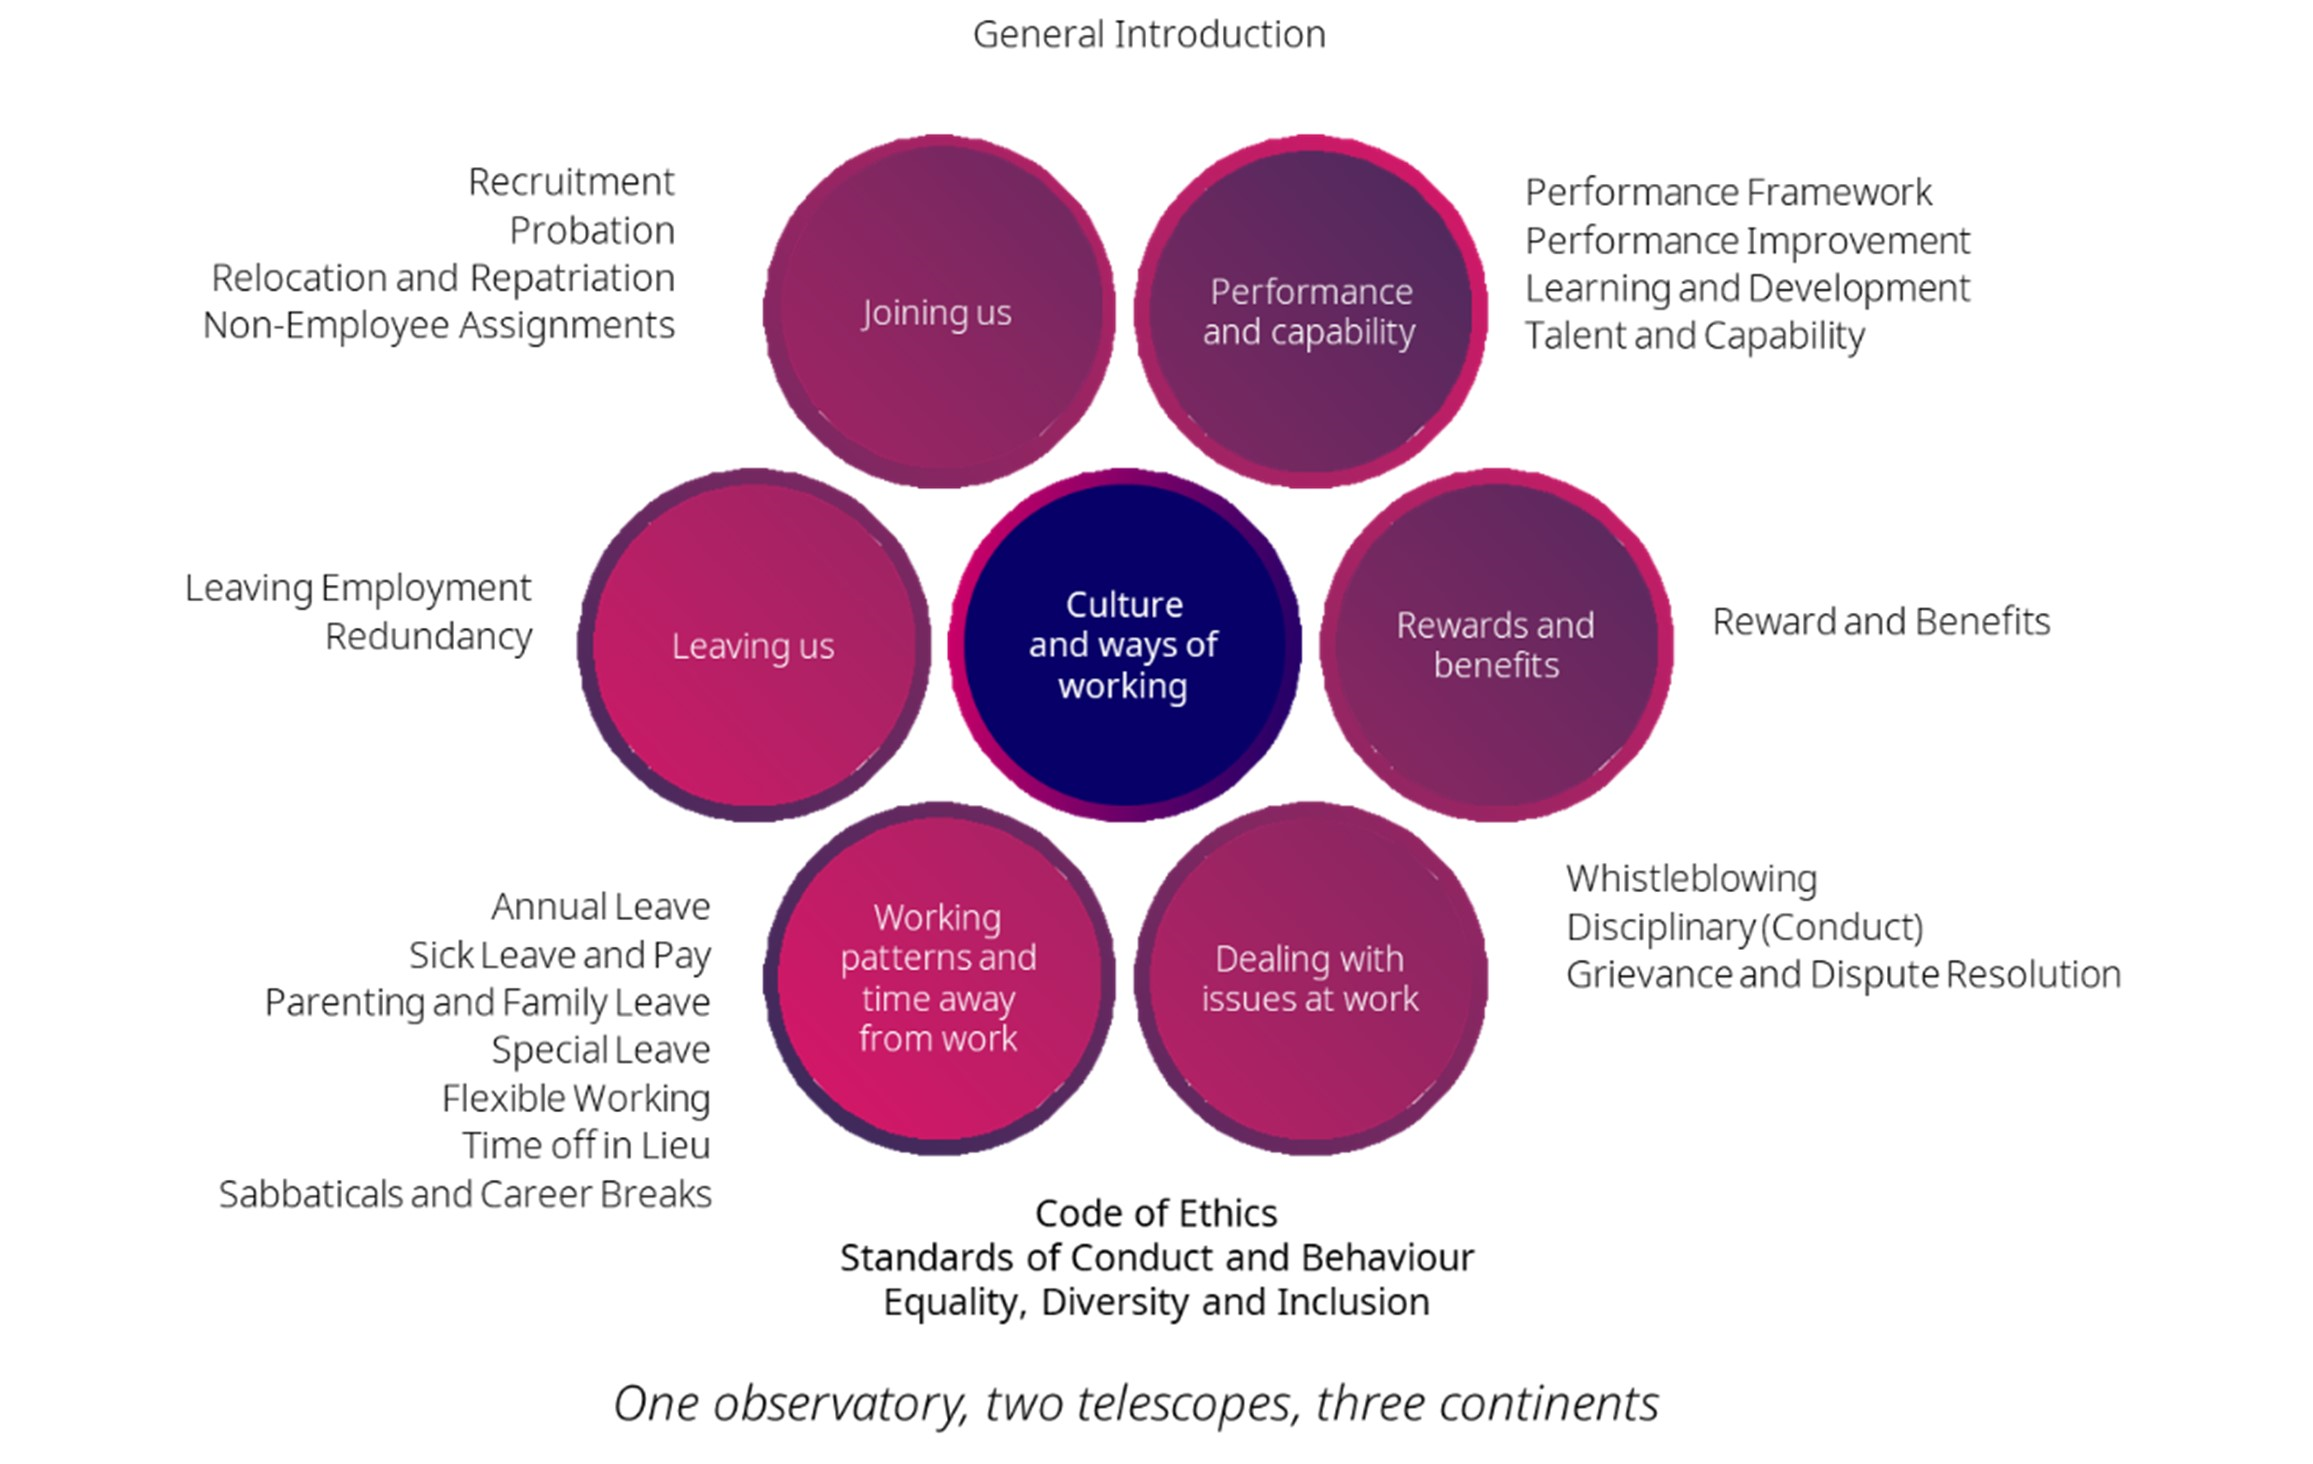 General Introduction
Recruitment
Probation
Relocation and Repatriation
Non-Employee Assignments
Joining us
Performance
and capability
Performance Framework
Performance Improvement
Learning and Development
Talent and Capability
Leaving Employment
Redundancy
Leaving us
Culture
and ways of
working
Rewards and
benefits
Reward and Benefits
Annual Leave
Sick Leave and Pay
Parenting and Family Leave
Special Leave
Flexible Working
Time off in Lieu
Sabbaticals and Career Breaks
Working
patterns and
time away
from work
Dealing with
issues at work
Whistleblowing
Disciplinary (Conduct)
Grievance and Dispute Resolution
Code of Ethics
Standards of Conduct and Behaviour
Equality, Diversity and Inclusion
One observatory, two telescopes, three continents